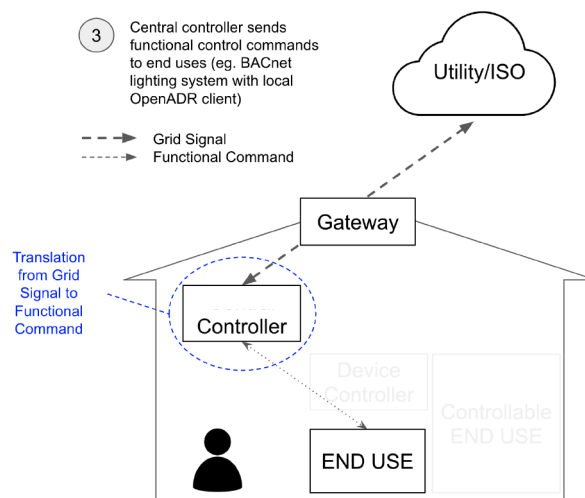 3
Central controller sends
functional control commands
to end uses (eg. BACnet
lighting system with local
OpenADR client)
Grid Signal
Functional Command
Utility/ISO
Gateway
Translation
from Grid
Signal to
Functional
Command
Controller
Device
Controller
Controllable
END USE
END USE